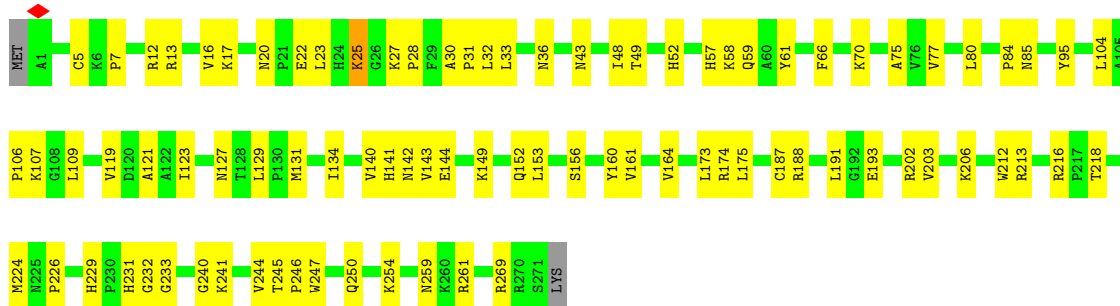 MET A1 C5 K6 P7 R12 R13 V16 K17 N20 P21 E22 L23 H24 K25 G26 K27 P28 F29 A30 P31 L32 L33 N36 N43 I48 T49 H52 H57 K58 Q59 A60 Y61 F66 K70 A75 V76 V77 L80 P84 N85 Y95 L104 A105
P106 K107 G108 L109 V119 D120 A121 A122 I123 N127 T128 L129 P130 M131 I134 V140 H141 N142 V143 E144 K149 Q152 L153 S156 Y160 V161 V164 L173 R174 L175 C187 R188 L191 G192 E193 R202 V203 K206 W212 R213 R216 P217 T218
M224 N225 P226 H229 P230 H231 G232 G233 G240 K241 V244 T245 P246 W247 Q250 K254 N259 K260 R261 R269 R270 S271 LYS